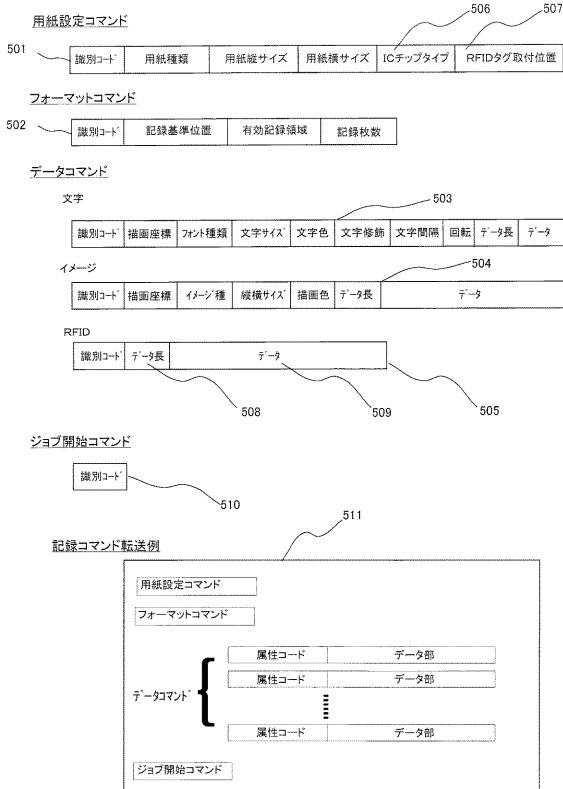 用紙設定コマンド
506
507
501
識別コード 用紙種類 用紙縦サイズ 用紙横サイズ ICチップタイプ RFIDタグ取付位置
フォーマットコマンド
502
識別コード 記録基準位置 有効記録領域 記録枚数
データコマンド
文字
503
識別コード 描画座標 フォント種類 文字サイズ 文字色 文字修飾 文字間隔 回転 データ長 データ
イメージ
504
識別コード 描画座標 イメージ種 縦横サイズ 描画色 データ長 データ
RFID
識別コード データ長 データ
508
509
505
ジョブ開始コマンド
識別コード
510
511
記録コマンド転送例
用紙設定コマンド
フォーマットコマンド
属性コード データ部
属性コード データ部
データコマンド
属性コード データ部
ジョブ開始コマンド